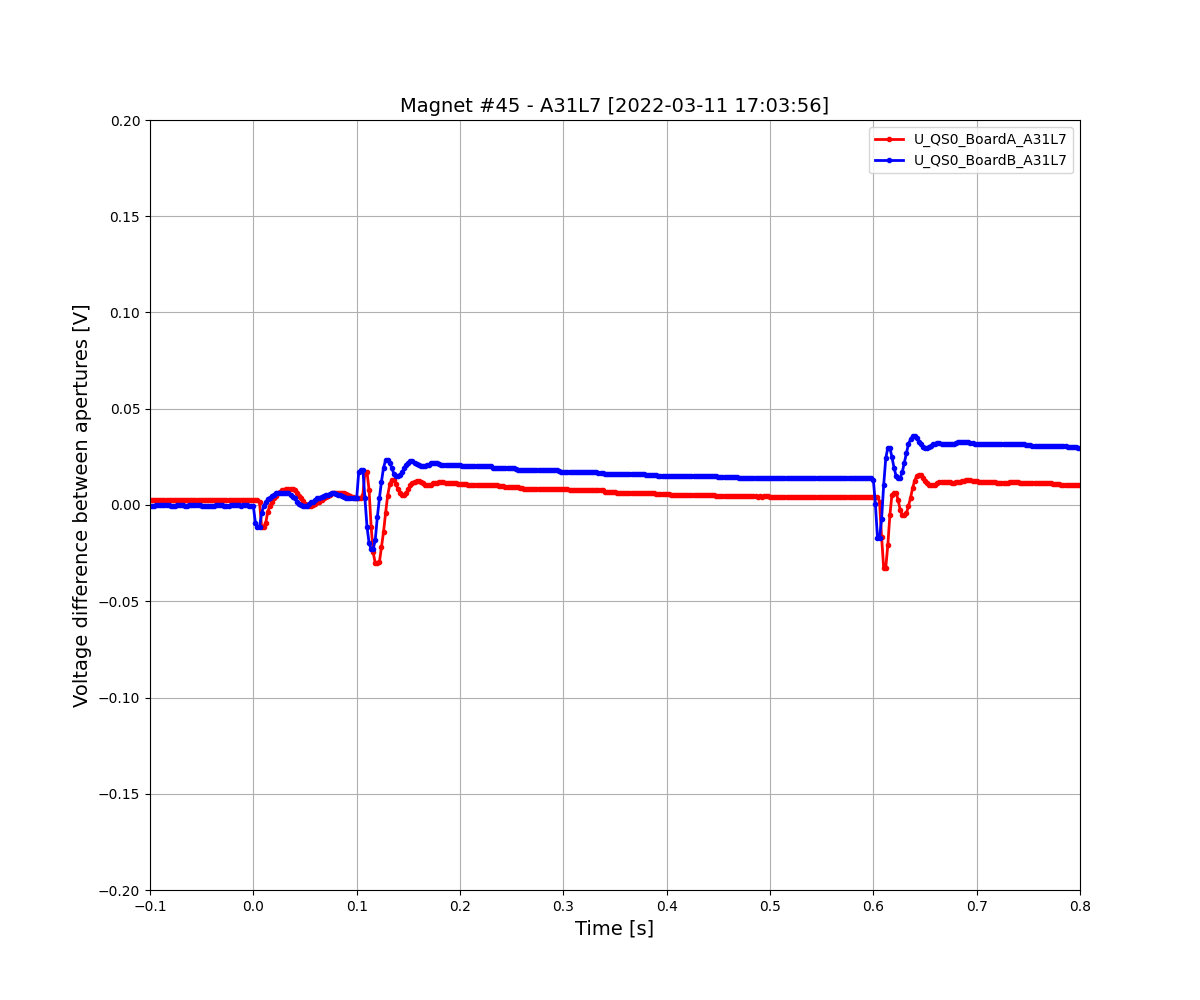 Magnet #45 - A31L7 [2022-03-11 17:03:56]
U_QS0_BoardA_A31L7
U_QS0_BoardB_A31L7
Voltage difference between apertures [V]
0.20
0.15
0.10
0.05
0.00
−0.05
−0.10
−0.15
−0.20
−0.1 0.0 0.1 0.2 0.3 0.4 0.5 0.6 0.7 0.8
Time [s]